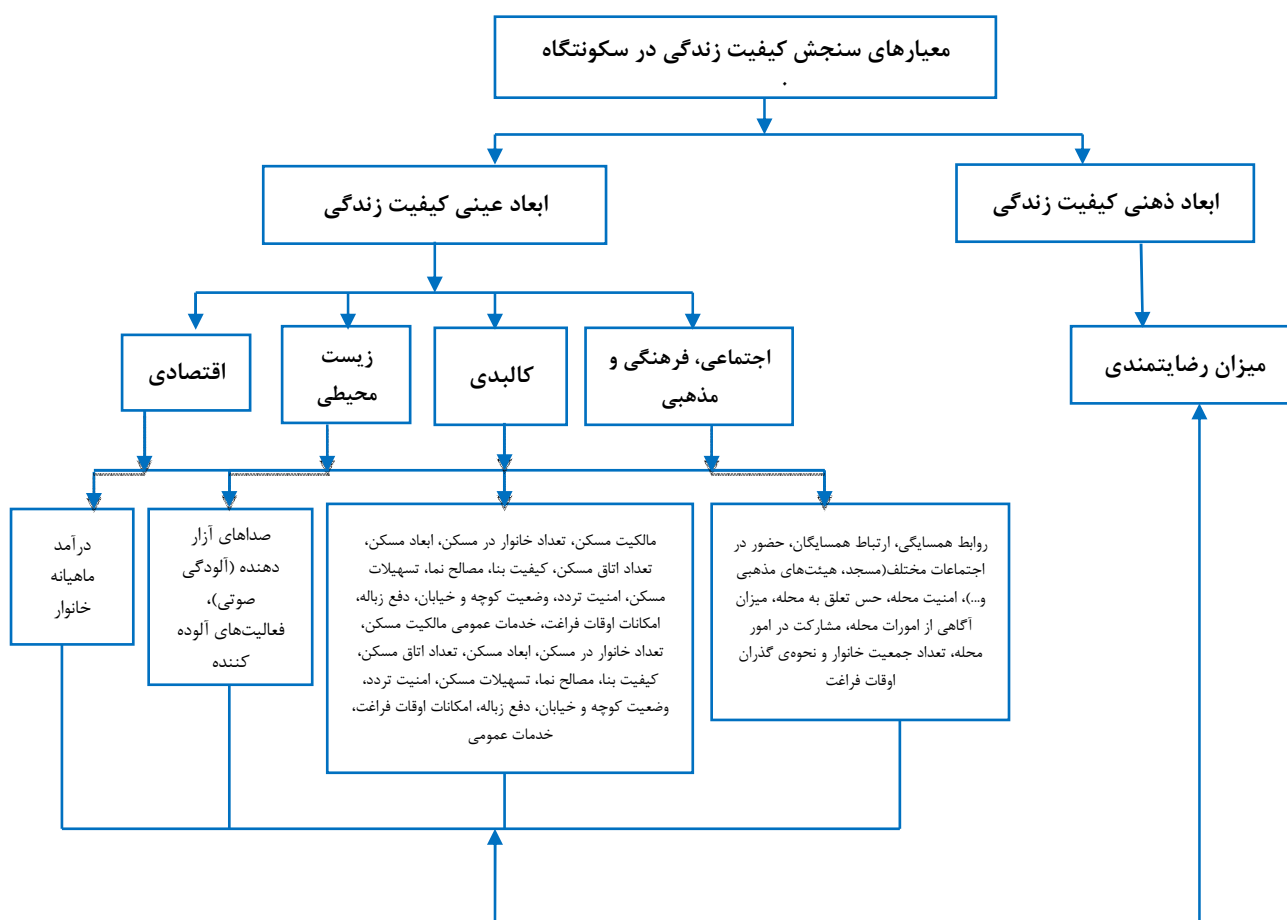 معیارهای سنجش کیفیت زندگی در سکونتگاه
.
ابعاد ذهنی کیفیت زندگی
ابعاد عینی کیفیت زندگی
میزان رضایتمندی
اجتماعی، فرهنگی و
مذهبی
کالبدی
زیست
محیطی
اقتصادی
روابط همسایگی، ارتباط همسایگان، حضور در
اجتماعات مختلف(مسجد، هیئت‌های مذهبی
و...)، امنیت محله، حس تعلق به محله، میزان
آگاهی از امورات محله، مشارکت در امور
محله، تعداد جمعیت خانوار و نحوه‌ی گذران
اوقات فراغت
مالکیت مسکن، تعداد خانوار در مسکن، ابعاد مسکن،
تعداد اتاق مسکن، کیفیت بنا، مصالح نما، تسهیلات
مسکن، امنیت تردد، وضعیت کوچه و خیابان، دفع زباله،
امکانات اوقات فراغت، خدمات عمومی مالکیت مسکن،
تعداد خانوار در مسکن، ابعاد مسکن، تعداد اتاق مسکن،
کیفیت بنا، مصالح نما، تسهیلات مسکن، امنیت تردد،
وضعیت کوچه و خیابان، دفع زباله، امکانات اوقات فراغت،
خدمات عمومی
صداهای آزار
دهنده (آلودگی
صوتی)،
فعالیت‌های آلوده
کننده
درآمد
ماهیانه
خانوار